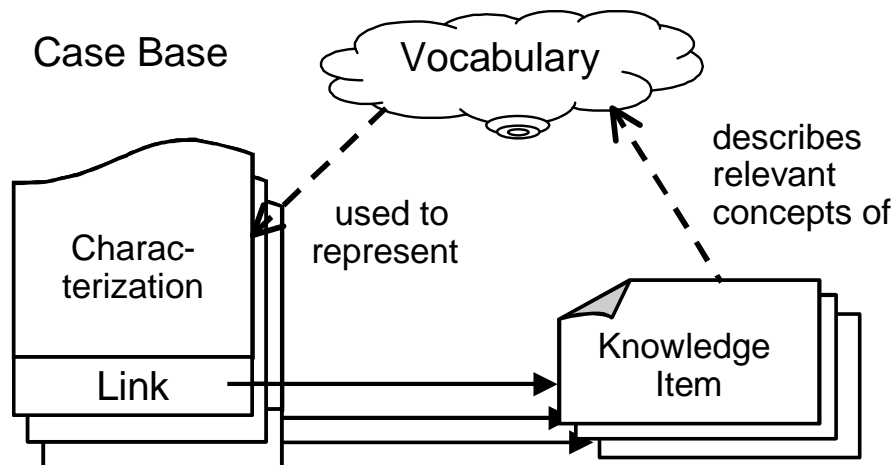 Case Base
Vocabulary
describes
relevant
concepts of
used to
represent
Charac-
terization
Link
Knowledge
Item